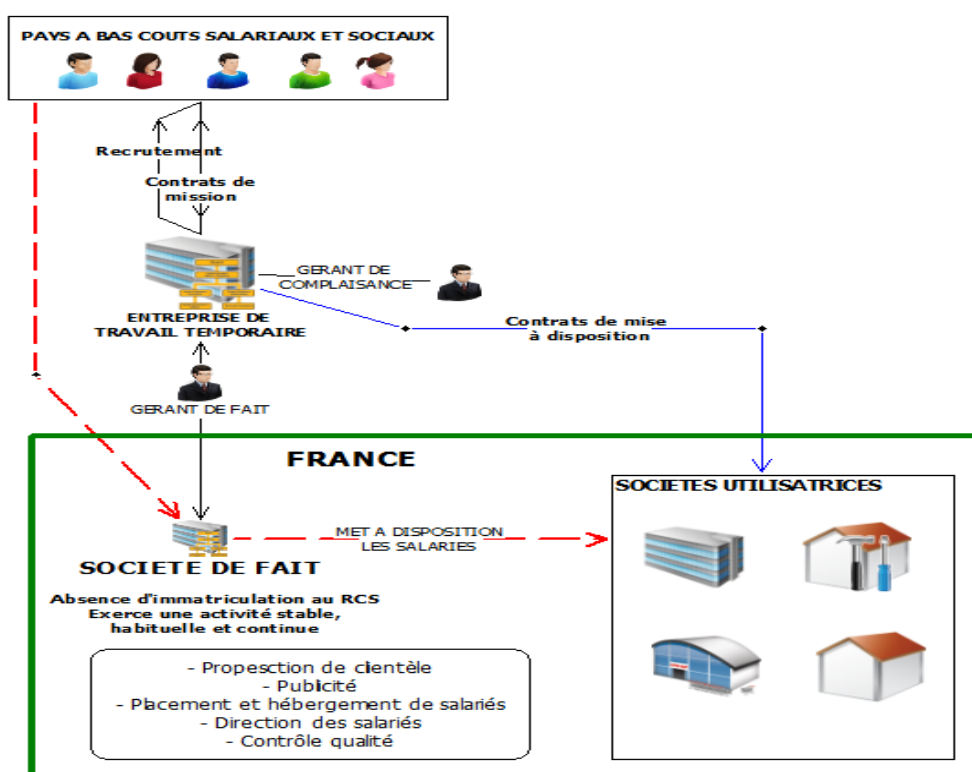 PAYS A BAS COUTS SALARIAUX ET SOCIAUX
Recrutement
Contrats de
mission
GERANT DE
COMPLAISANCE
ENTREPRISE DE
TRAVAIL TEMPORAIRE
Contrats de mise
à disposition
GERANT DE FAIT
FRANCE
SOCIETES UTILISATRICES
MET A DISPOSITION
LES SALARIES
SOCIETE DE FAIT
Absence d'immatriculation au RCS
Exerce une activité stable,
habituelle et continue
- Propesction de clientèle
- Publicité
- Placement et hébergement de salariés
- Direction des salariés
- Contrôle qualité